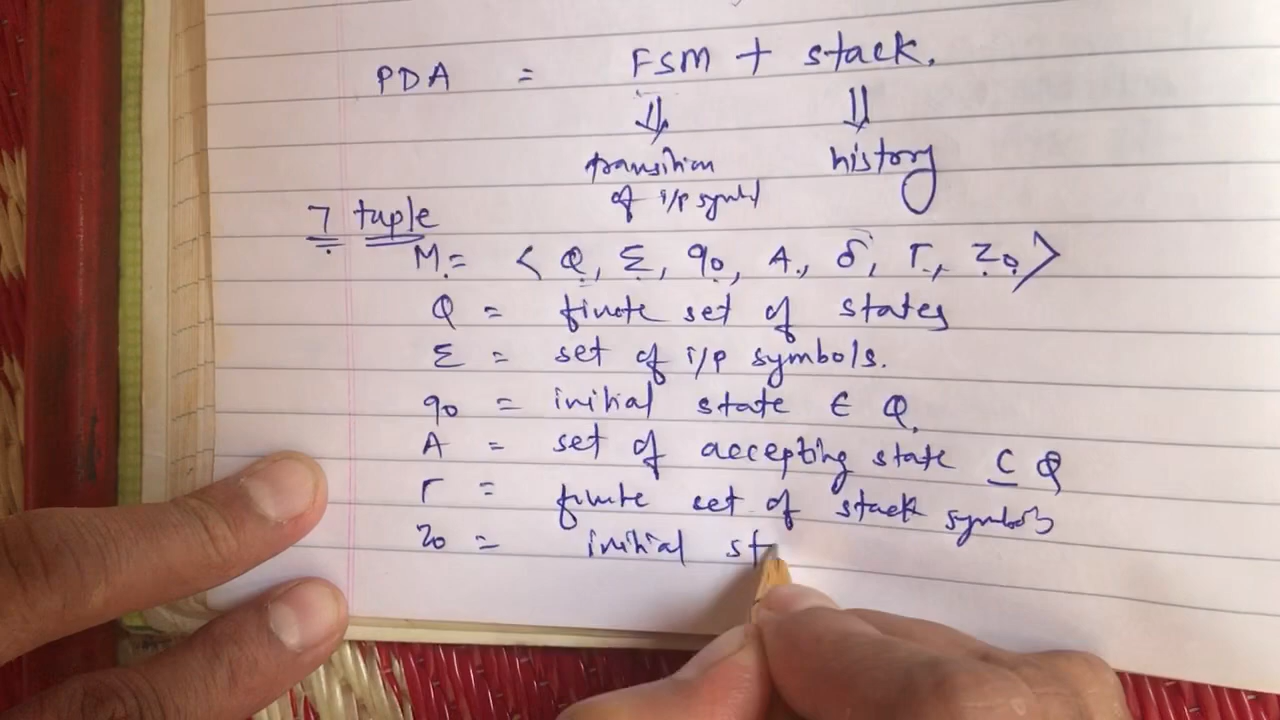 PDA = FSM + stack.
⇓ ⇓
transition history
of i/p symbol
7 tuple
M = < Q, Σ, q0, A, δ, Γ, Z0 >
Q = finite set of states
Σ = set of i/p symbols.
q0 = initial state ∈ Q.
A = set of accepting state ⊆ Q
Γ = finite set of stack symbols
Z0 = initial st